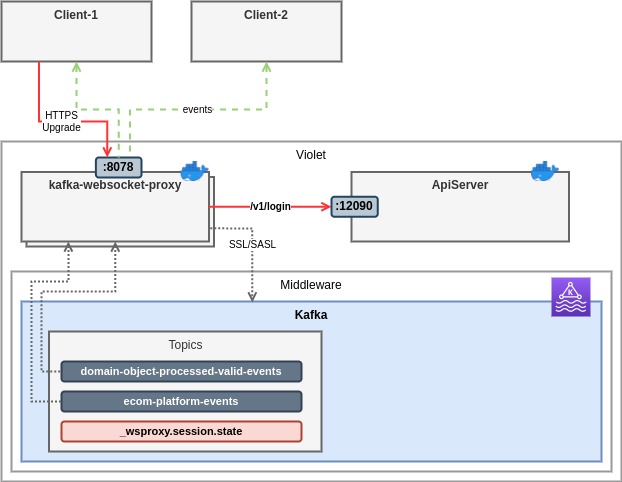 Client-1
Client-2
HTTPS
Upgrade
events
Violet
:8078
kafka-websocket-proxy
ApiServer
/v1/login
:12090
SSL/SASL
Middleware
K
Kafka
Topics
domain-object-processed-valid-events
ecom-platform-events
_wsproxy.session.state